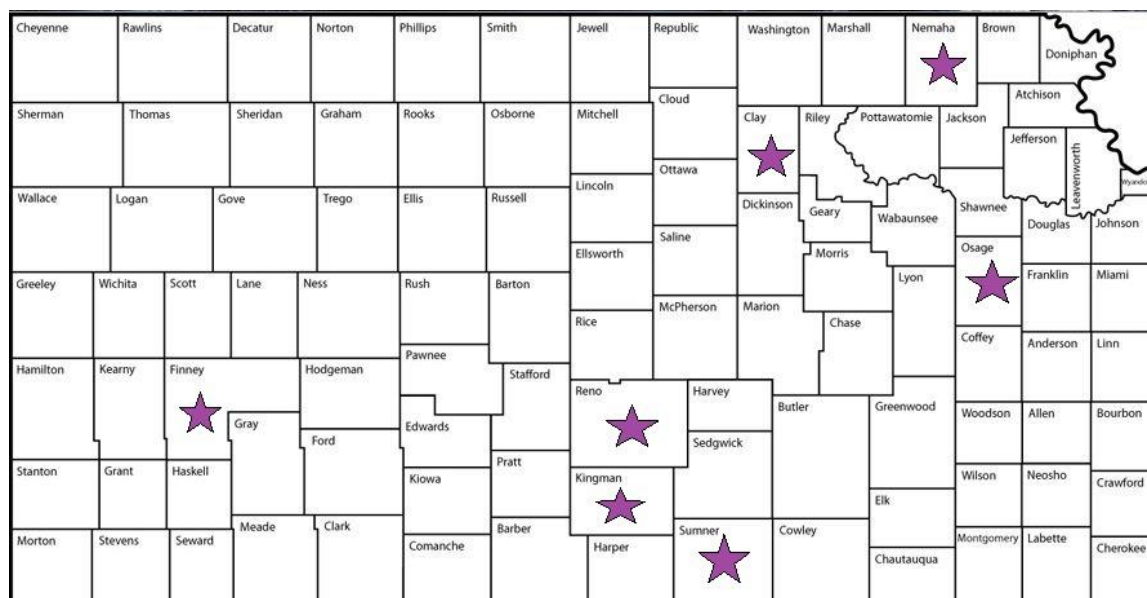 Cheyenne
Rawlins
Decatur
Norton
Phillips
Smith
Jewell
Republic
Washington
Marshall
Nemaha
Brown
Doniphan
Sherman
Thomas
Sheridan
Graham
Rooks
Osborne
Mitchell
Cloud
Clay
Riley
Pottawatomie
Jackson
Atchison
Jefferson
Leavenworth
Wyando
Wallace
Logan
Gove
Trego
Ellis
Russell
Lincoln
Ottawa
Dickinson
Geary
Wabaunsee
Shawnee
Douglas
Johnson
Ellsworth
Saline
Morris
Lyon
Osage
Franklin
Miami
Greeley
Wichita
Scott
Lane
Ness
Rush
Barton
Rice
McPherson
Marion
Chase
Coffey
Anderson
Linn
Hamilton
Kearny
Finney
Hodgeman
Pawnee
Stafford
Reno
Harvey
Butler
Greenwood
Woodson
Allen
Bourbon
Gray
Ford
Edwards
Sedgwick
Stanton
Grant
Haskell
Kiowa
Pratt
Kingman
Elk
Wilson
Neosho
Crawford
Morton
Stevens
Seward
Meade
Clark
Comanche
Barber
Harper
Sumner
Cowley
Chautauqua
Montgomery
Labette
Cherokee